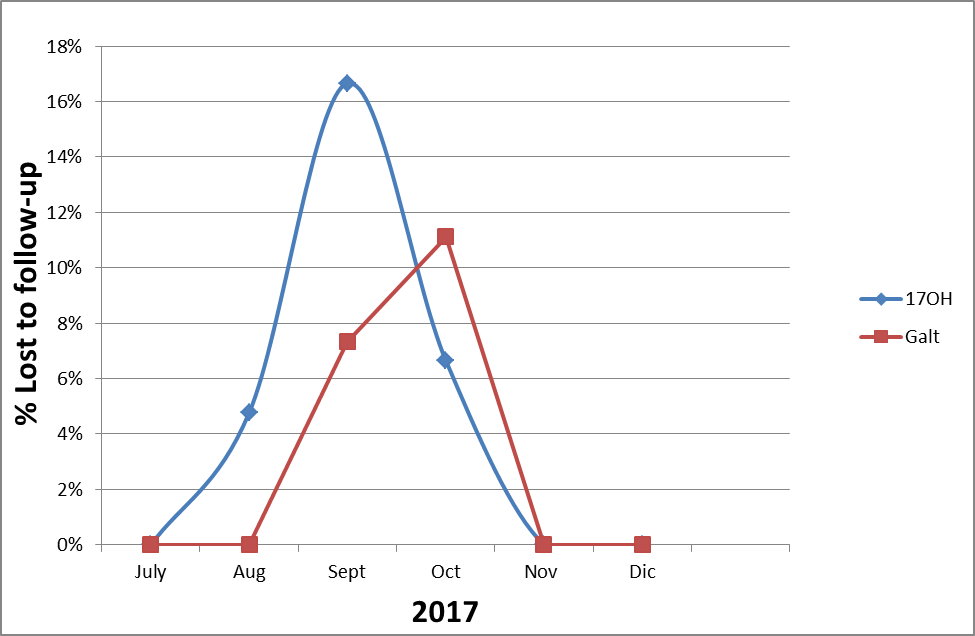 18%
16%
14%
12%
10%
8%
6%
4%
2%
0%
% Lost to follow-up
July Aug Sept Oct Nov Dic
2017
17OH
Galt